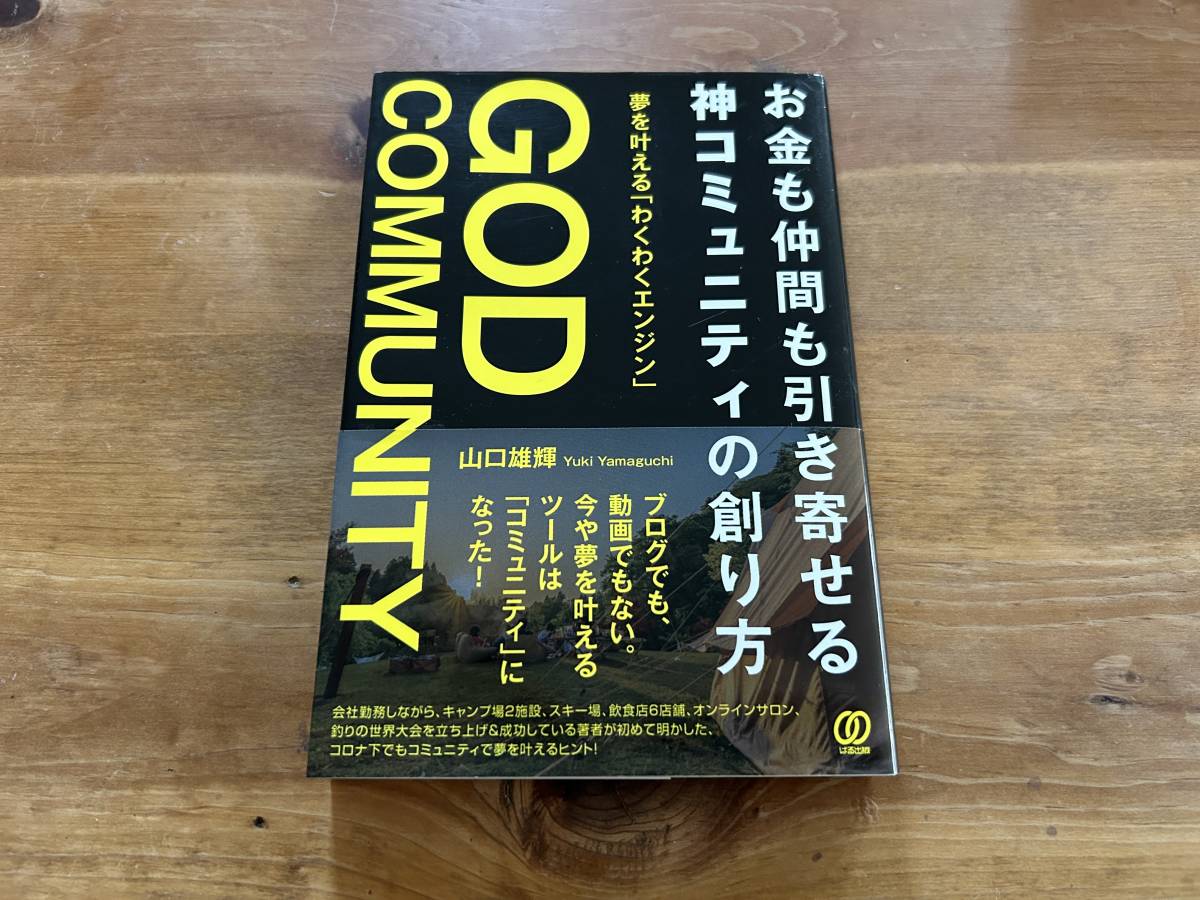 お金も仲間も引き寄せる
神コミュニティの創り方
夢を叶える「わくわくエンジン」
GOD
COMMUNITY
山口雄輝 Yuki Yamaguchi
ブログでも、
動画でもない。
今や夢を叶える
ツールは
「コミュニティ」に
なった!
会社勤務しながら、キャンプ場2施設、スキー場、飲食店6店舗、オンラインサロン、
釣りの世界大会を立ち上げ&成功している著者が初めて明かした、
コロナ下でもコミュニティで夢を叶えるヒント!
ぱる出版